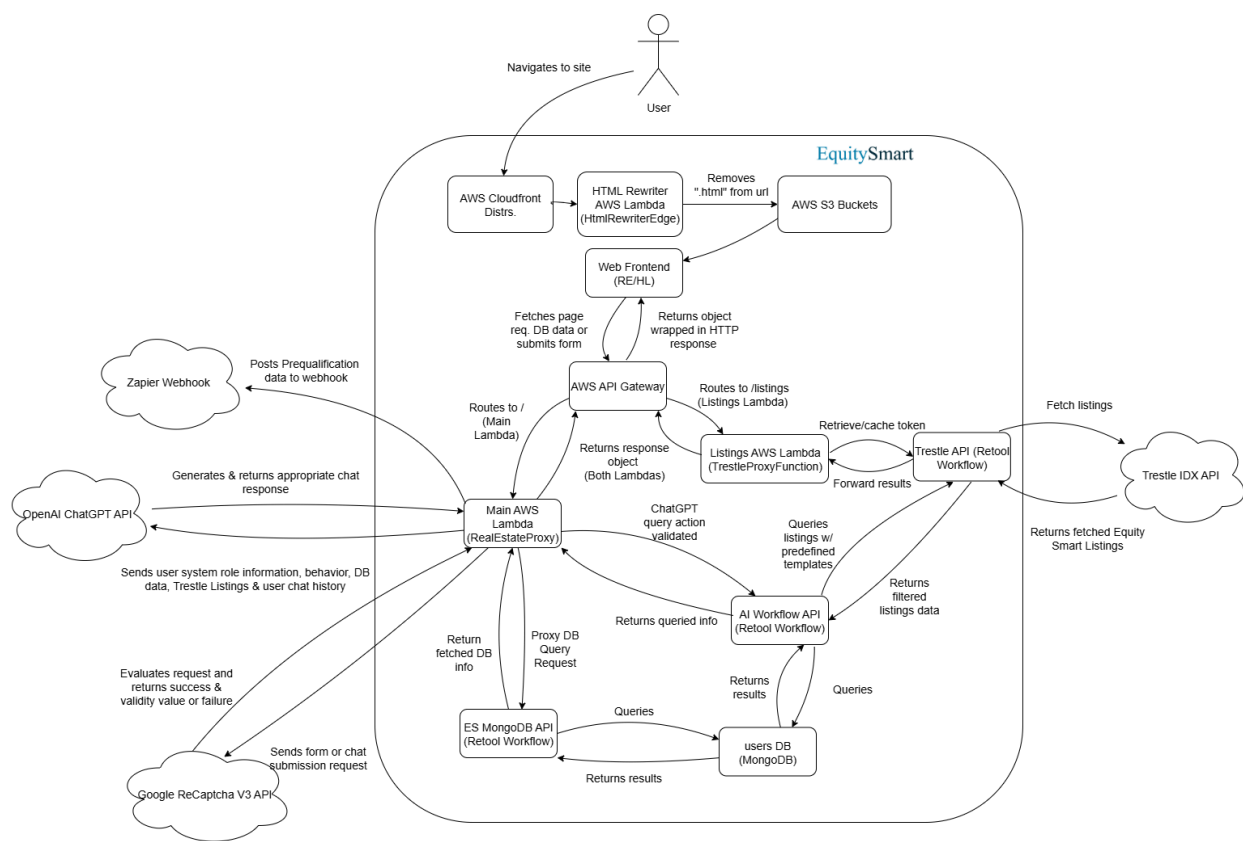 Navigates to site
User
EquitySmart
AWS Cloudfront
Distrs.
HTML Rewriter
AWS Lambda
(HtmlRewriterEdge)
Removes
".html" from url
AWS S3 Buckets
Web Frontend
(RE/HL)
Fetches page
req. DB data or
submits form
Returns object
wrapped in HTTP
response
Zapier Webhook
Posts Prequalification
data to webhook
AWS API Gateway
Routes to /
(Main
Lambda)
Routes to /listings
(Listings Lambda)
Returns response
object
(Both Lambdas)
Listings AWS Lambda
(TrestleProxyFunction)
Retrieve/cache token
Forward results
Trestle API (Retool
Workflow)
Fetch listings
Trestle IDX API
Returns fetched Equity
Smart Listings
Generates & returns appropriate chat
response
OpenAI ChatGPT API
Main AWS
Lambda
(RealEstateProxy)
ChatGPT
query action
validated
Queries
listings w/
predefined
templates
Sends user system role information, behavior, DB
data, Trestle Listings & user chat history
Returns
filtered
listings data
AI Workflow API
(Retool Workflow)
Returns queried info
Return
fetched DB
info
Proxy DB
Query
Request
Evaluates request and
returns success &
validity value or failure
Returns
results
Queries
ES MongoDB API
(Retool Workflow)
Queries
users DB
(MongoDB)
Returns results
Sends form or chat
submission request
Google ReCaptcha V3 API